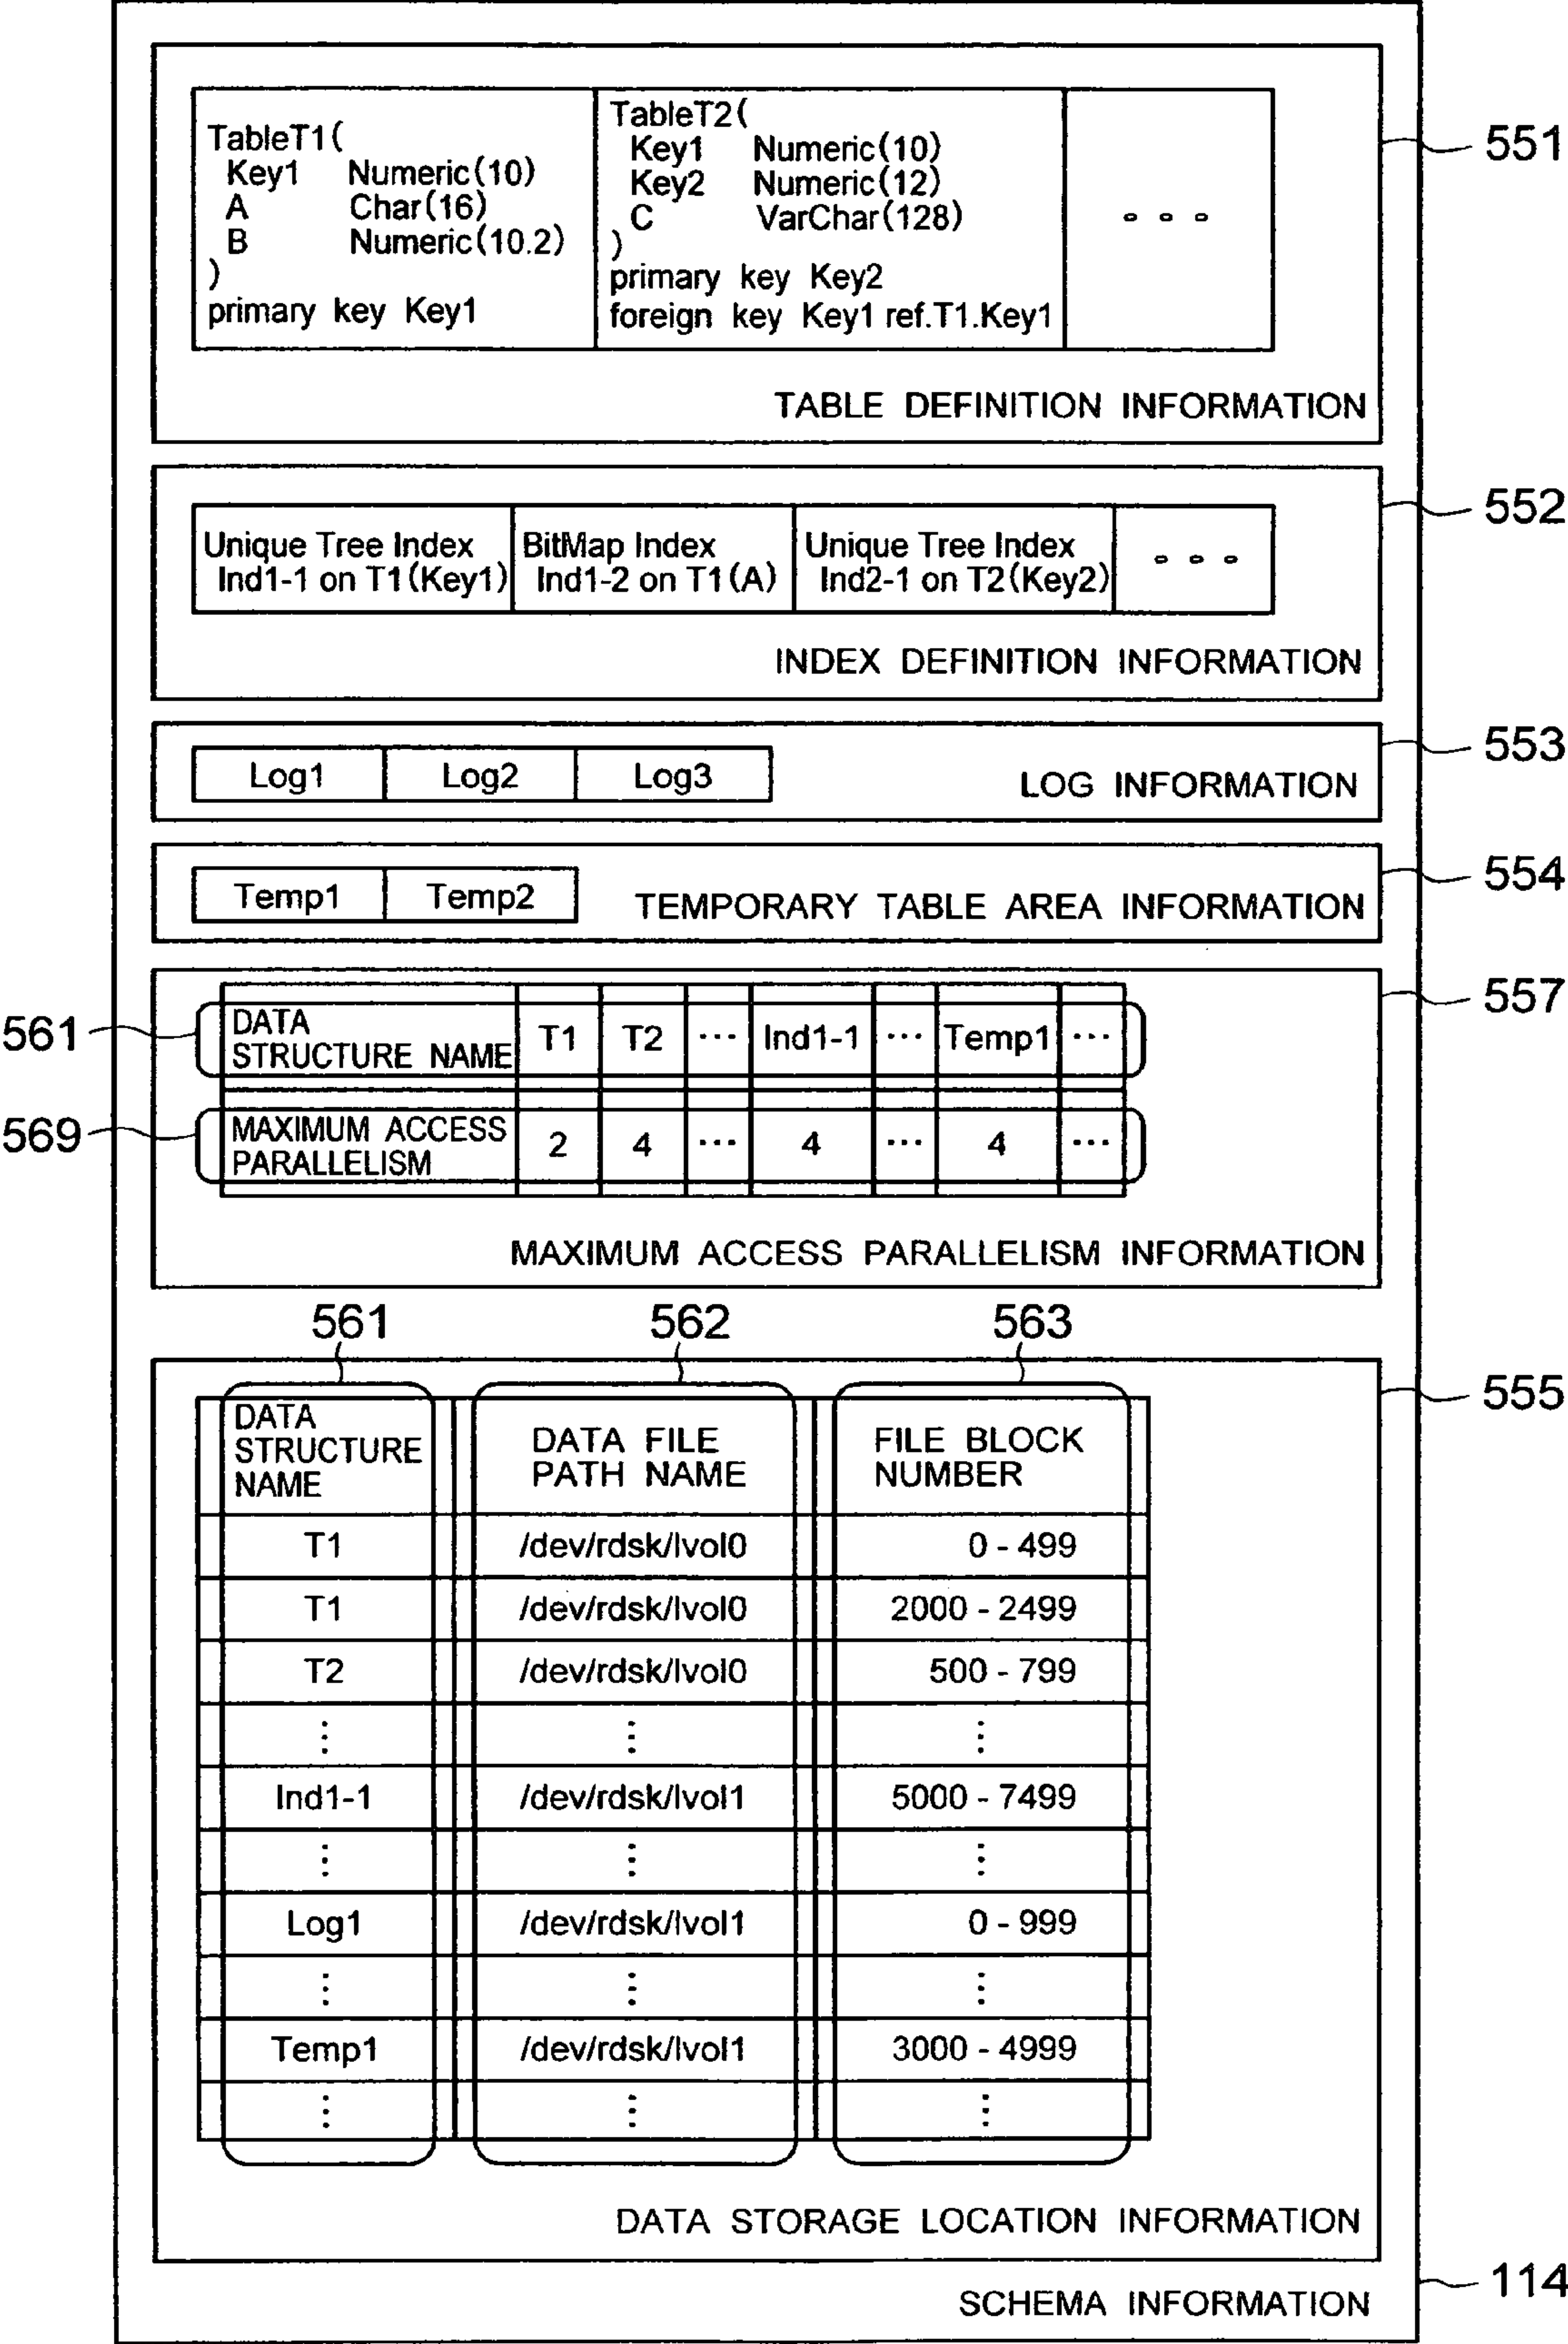 TableT1(
Key1 Numeric(10)
A Char(16)
B Numeric(10.2)
)
primary key Key1
TableT2(
Key1 Numeric(10)
Key2 Numeric(12)
C VarChar(128)
)
primary key Key2
foreign key Key1 ref.T1.Key1
- - -
551
TABLE DEFINITION INFORMATION
Unique Tree Index
Ind1-1 on T1(Key1)
BitMap Index
Ind1-2 on T1(A)
Unique Tree Index
Ind2-1 on T2(Key2)
- - -
552
INDEX DEFINITION INFORMATION
Log1 Log2 Log3
LOG INFORMATION
553
Temp1 Temp2
TEMPORARY TABLE AREA INFORMATION
554
557
561
DATA
STRUCTURE NAME
T1 T2 ... Ind1-1 ... Temp1 ...
569
MAXIMUM ACCESS
PARALLELISM
2 4 ... 4 ... 4 ...
MAXIMUM ACCESS PARALLELISM INFORMATION
561 562 563
555
DATA
STRUCTURE
NAME
DATA FILE
PATH NAME
FILE BLOCK
NUMBER
T1 /dev/rdsk/lvol0 0 - 499
T1 /dev/rdsk/lvol0 2000 - 2499
T2 /dev/rdsk/lvol0 500 - 799
⋮ ⋮ ⋮
Ind1-1 /dev/rdsk/lvol1 5000 - 7499
⋮ ⋮ ⋮
Log1 /dev/rdsk/lvol1 0 - 999
⋮ ⋮ ⋮
Temp1 /dev/rdsk/lvol1 3000 - 4999
⋮ ⋮ ⋮
DATA STORAGE LOCATION INFORMATION
114
SCHEMA INFORMATION